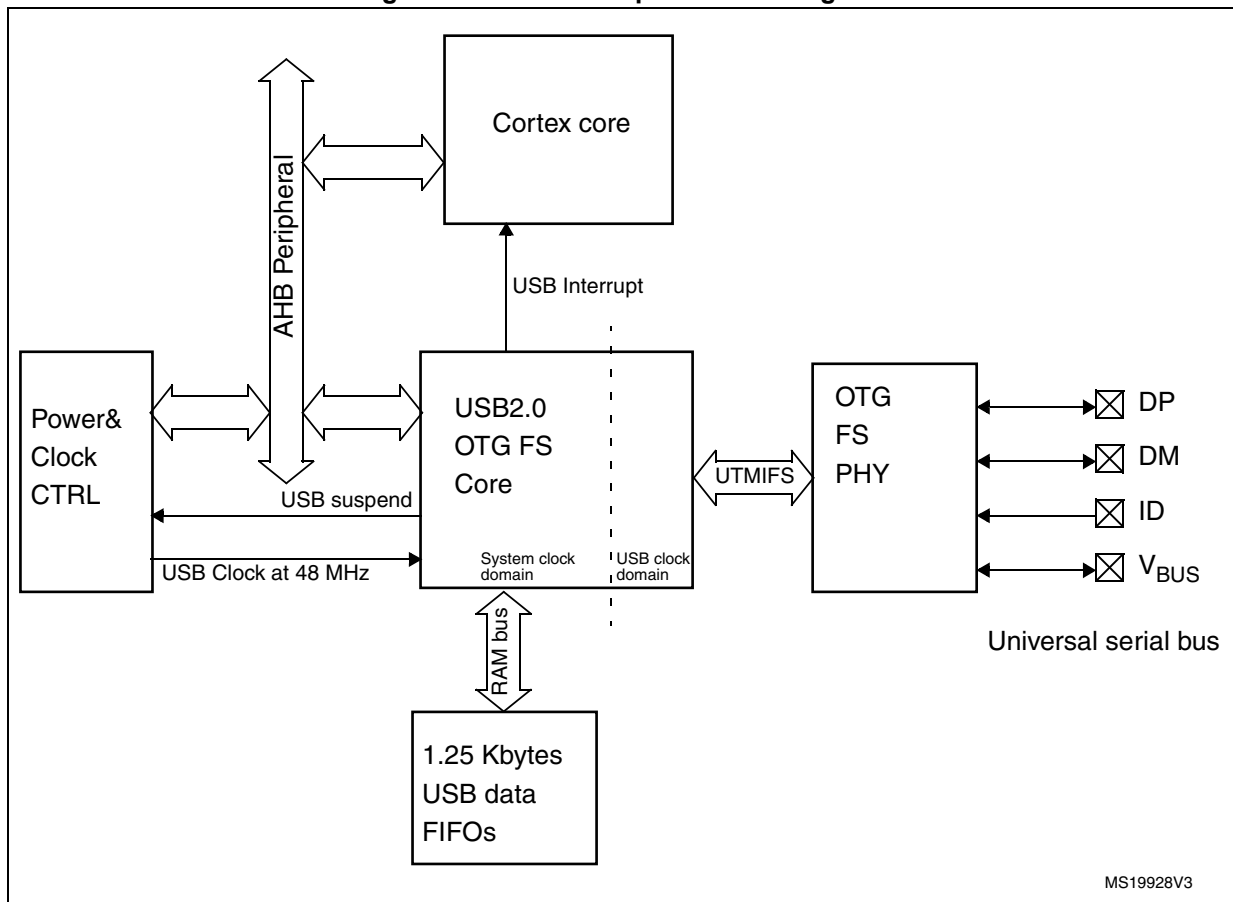 Cortex core
AHB Peripheral
USB Interrupt
Power&
Clock
CTRL
USB2.0
OTG FS
Core
OTG
FS
PHY
DP
DM
ID
VBUS
UTMIFS
USB suspend
USB Clock at 48 MHz
System clock
domain
USB clock
domain
Universal serial bus
RAM bus
1.25 Kbytes
USB data
FIFOs
MS19928V3